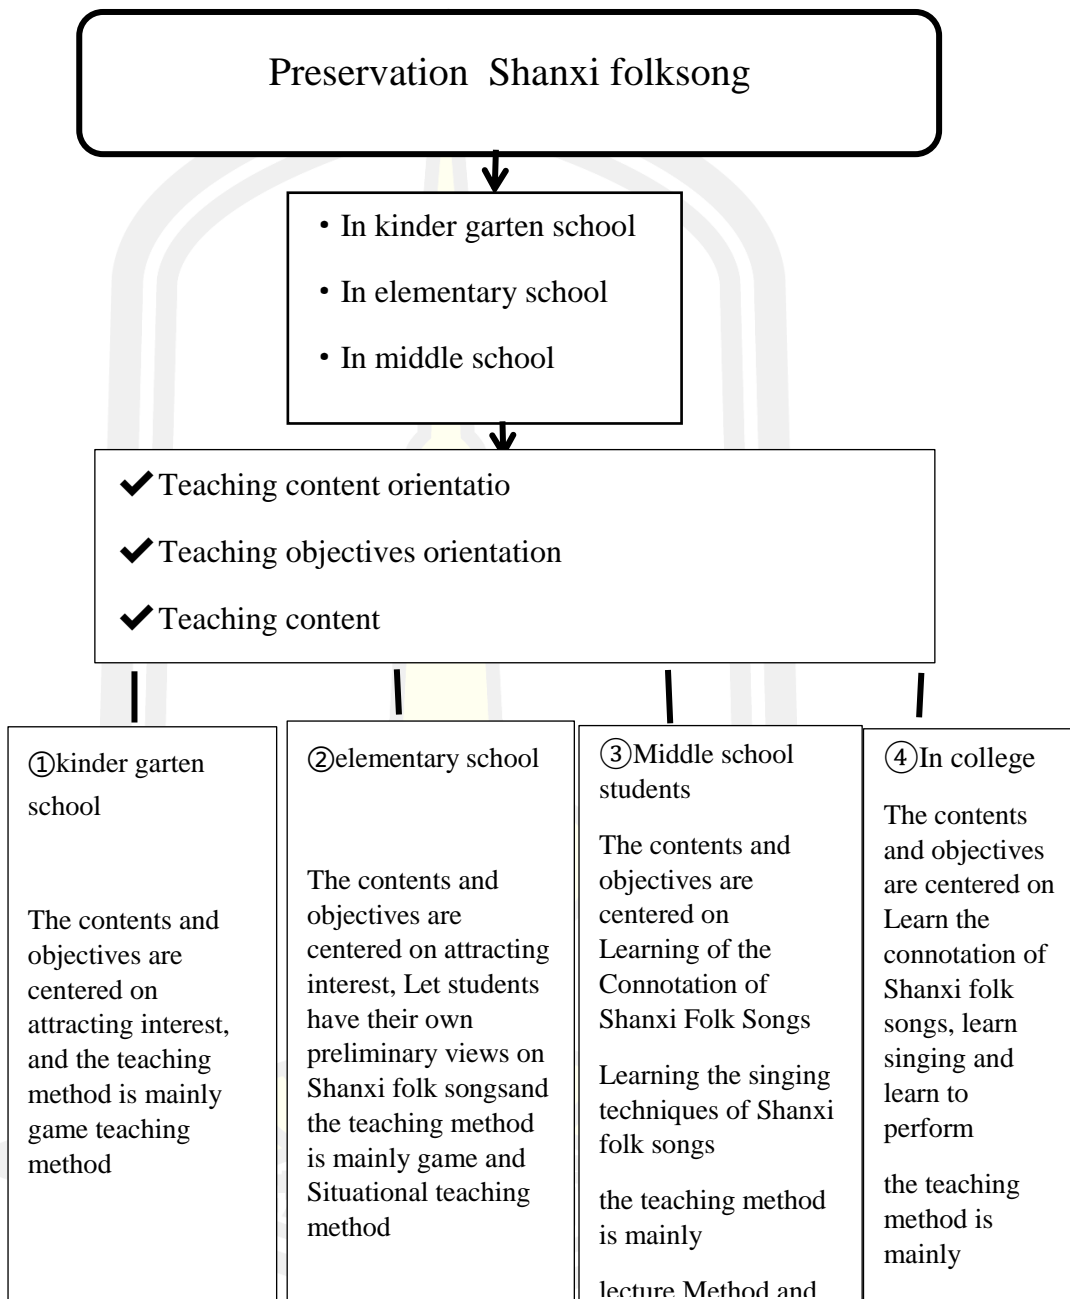 Preservation  Shanxi folksong
・In kinder garten school
・In elementary school
・In middle school
✔Teaching content orientatio
✔Teaching objectives orientation
✔Teaching content
①kinder garten
school
The contents and
objectives are
centered on
attracting interest,
and the teaching
method is mainly
game teaching
method
②elementary school
The contents and
objectives are
centered on attracting
interest, Let students
have their own
preliminary views on
Shanxi folk songsand
the teaching method
is mainly game and
Situational teaching
method
③Middle school
students
The contents and
objectives are
centered on
Learning of the
Connotation of
Shanxi Folk Songs
Learning the singing
techniques of Shanxi
folk songs
the teaching method
is mainly
lecture Method and
④In college
The contents
and objectives
are centered on
Learn the
connotation of
Shanxi folk
songs, learn
singing and
learn to
perform
the teaching
method is
mainly